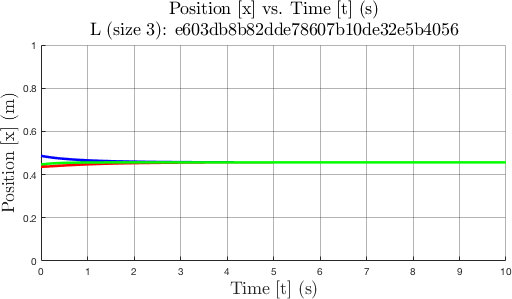 Position [x] vs. Time [t] (s)
L (size 3): e603db8b82dde78607b10de32e5b4056
Position [x] (m)
1
0.8
0.6
0.4
0.2
0
0 1 2 3 4 5 6 7 8 9 10
Time [t] (s)